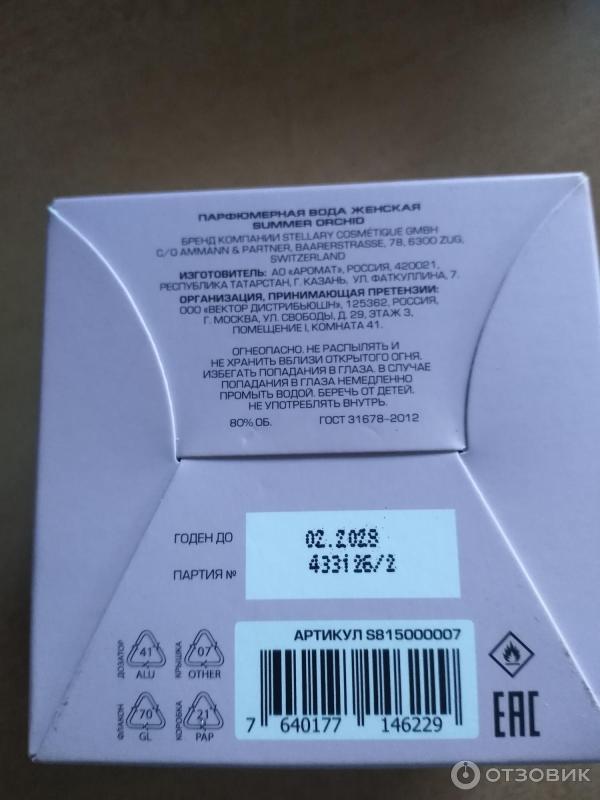 ПАРФЮМЕРНАЯ ВОДА ЖЕНСКАЯ
SUMMER ORCHID
БРЕНД КОМПАНИИ STELLARY COSMÉTIQUE GMBH
C/O AMMANN & PARTNER, BAARERSTRASSE, 78, 6300 ZUG,
SWITZERLAND
ИЗГОТОВИТЕЛЬ: АО «АРОМАТ», РОССИЯ, 420021,
РЕСПУБЛИКА ТАТАРСТАН, Г. КАЗАНЬ, УЛ. ФАТКУЛЛИНА, 7.
ОРГАНИЗАЦИЯ, ПРИНИМАЮЩАЯ ПРЕТЕНЗИИ:
ООО «ВЕКТОР ДИСТРИБЬЮШН», 125362, РОССИЯ,
Г. МОСКВА, УЛ. СВОБОДЫ, Д. 29, ЭТАЖ 3,
ПОМЕЩЕНИЕ I, КОМНАТА 41.
ОГНЕОПАСНО. НЕ РАСПЫЛЯТЬ И
НЕ ХРАНИТЬ ВБЛИЗИ ОТКРЫТОГО ОГНЯ.
ИЗБЕГАТЬ ПОПАДАНИЯ В ГЛАЗА. В СЛУЧАЕ
ПОПАДАНИЯ В ГЛАЗА НЕМЕДЛЕННО
ПРОМЫТЬ ВОДОЙ. БЕРЕЧЬ ОТ ДЕТЕЙ.
НЕ УПОТРЕБЛЯТЬ ВНУТРЬ.
80% ОБ. ГОСТ 31678-2012
ГОДЕН ДО 02.2029
ПАРТИЯ № 433126/2
АРТИКУЛ S815000007
ДОЗАТОР 41 ALU
КРЫШКА 07 OTHER
ФЛАКОН 70 GL
КОРОБКА 21 PAP
7 640177 146229
EAC
ОТЗОВИК